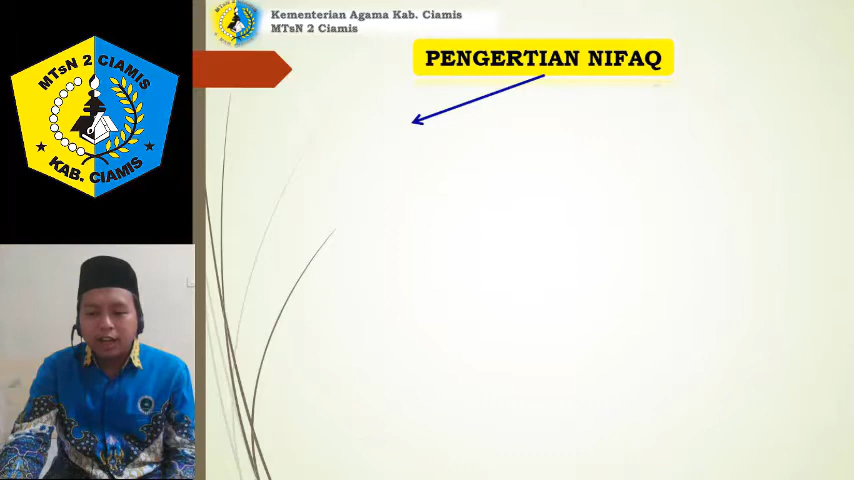 MTsN 2 CIAMIS
KAB. CIAMIS
Kementerian Agama Kab. Ciamis
MTsN 2 Ciamis
PENGERTIAN NIFAQ